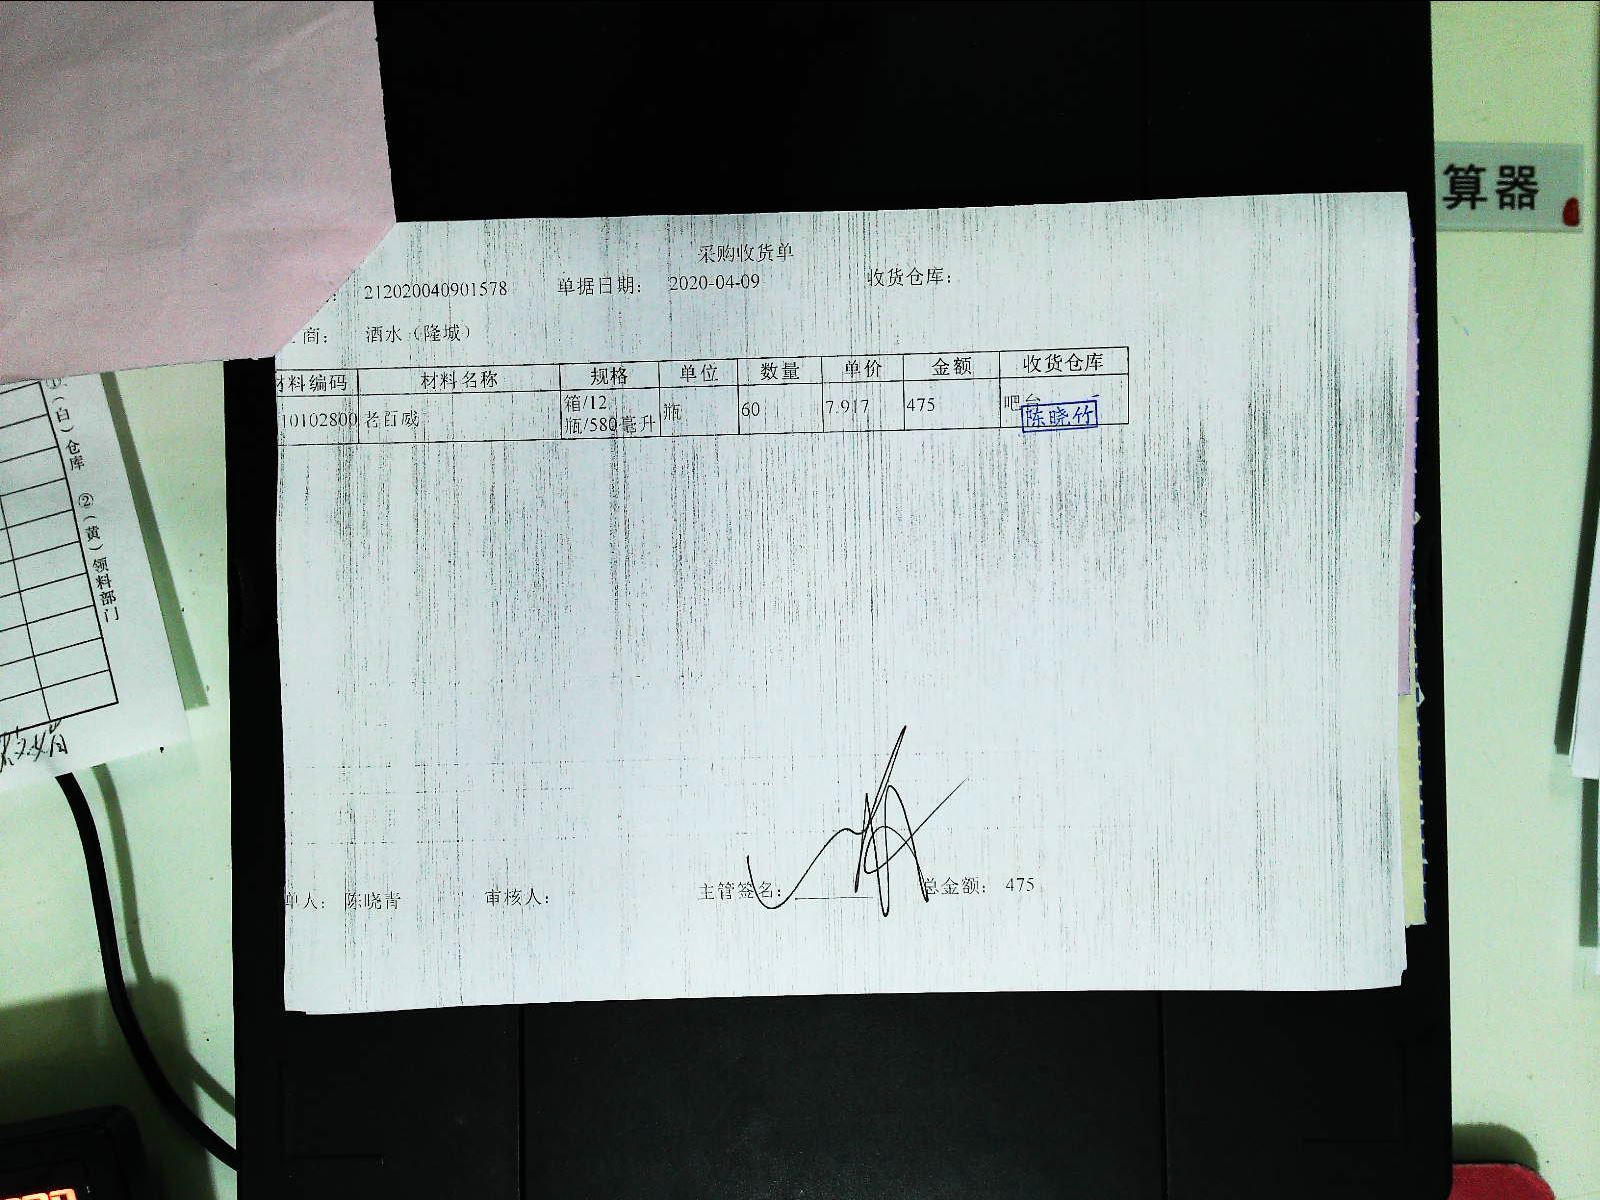 算器
采购收货单
212020040901578 单据日期： 2020-04-09 收货仓库：
商： 酒水（隆城）
材料编码 材料名称 规格 单位 数量 单价 金额 收货仓库
10102800 老百威 箱/12瓶/580毫升 瓶 60 7.917 475 吧台
陈晓竹
单人： 陈晓青 审核人： 主管签名： 总金额： 475
①（白）仓库 ②（黄）领料部门